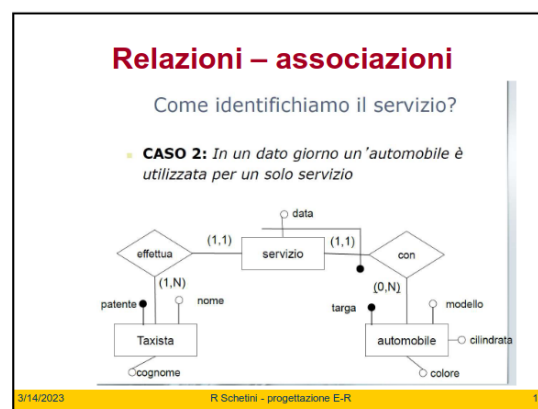 Relazioni – associazioni
Come identifichiamo il servizio?
CASO 2: In un dato giorno un'automobile è
utilizzata per un solo servizio
data
effettua
(1,1)
servizio
(1,1)
con
(1,N)
(0,N)
patente
nome
targa
modello
Taxista
automobile
cilindrata
cognome
colore
3/14/2023
R Schetini - progettazione E-R
1